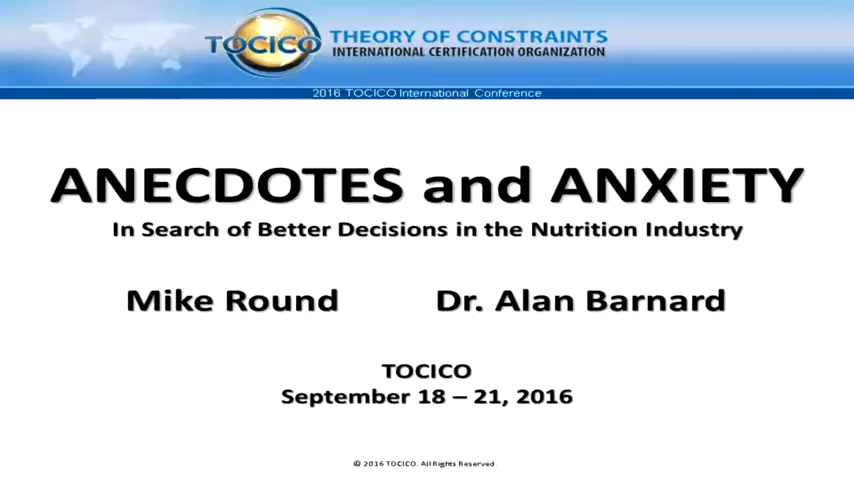 TOCICO
THEORY OF CONSTRAINTS
INTERNATIONAL CERTIFICATION ORGANIZATION
2016 TOCICO International Conference
ANECDOTES and ANXIETY
In Search of Better Decisions in the Nutrition Industry
Mike Round Dr. Alan Barnard
TOCICO
September 18 – 21, 2016
© 2016 TOCICO. All Rights Reserved.